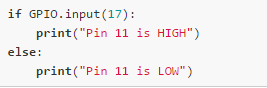 if GPIO.input(17):
    print("Pin 11 is HIGH")
else:
    print("Pin 11 is LOW")